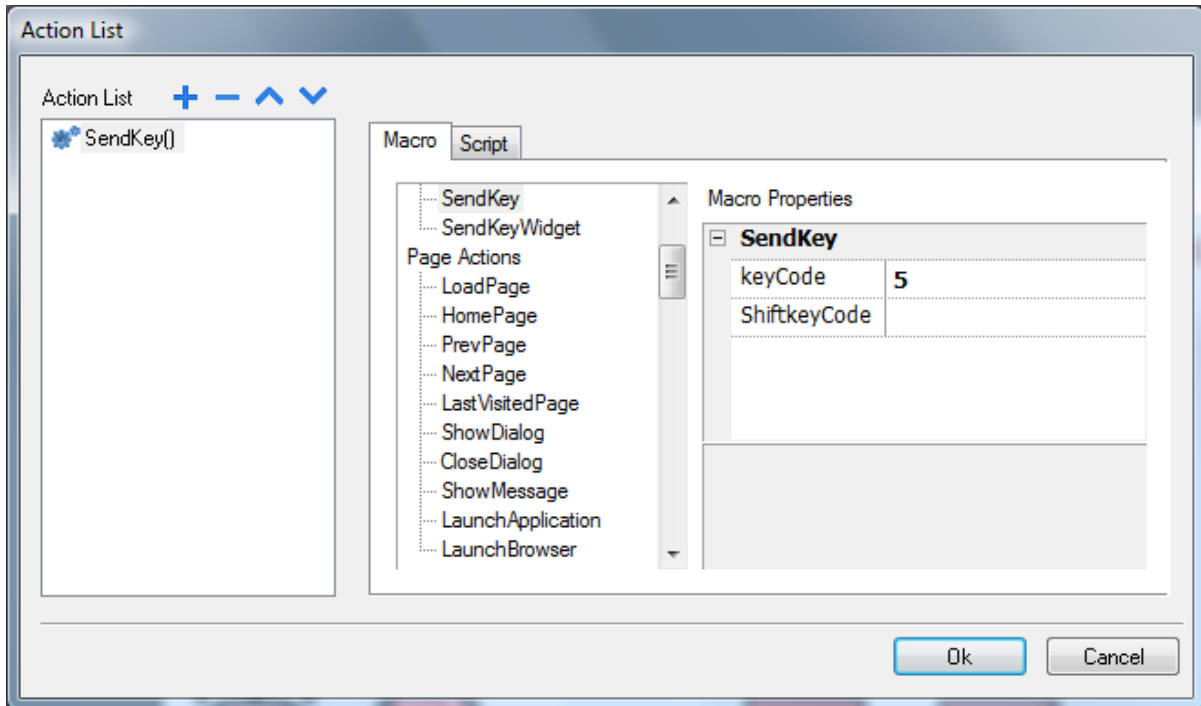 Action List
Action List
SendKey()
Macro
Script
SendKey
SendKeyWidget
Page Actions
LoadPage
HomePage
PrevPage
NextPage
LastVisitedPage
ShowDialog
CloseDialog
ShowMessage
LaunchApplication
LaunchBrowser
Macro Properties
SendKey
keyCode 5
ShiftkeyCode
Ok Cancel